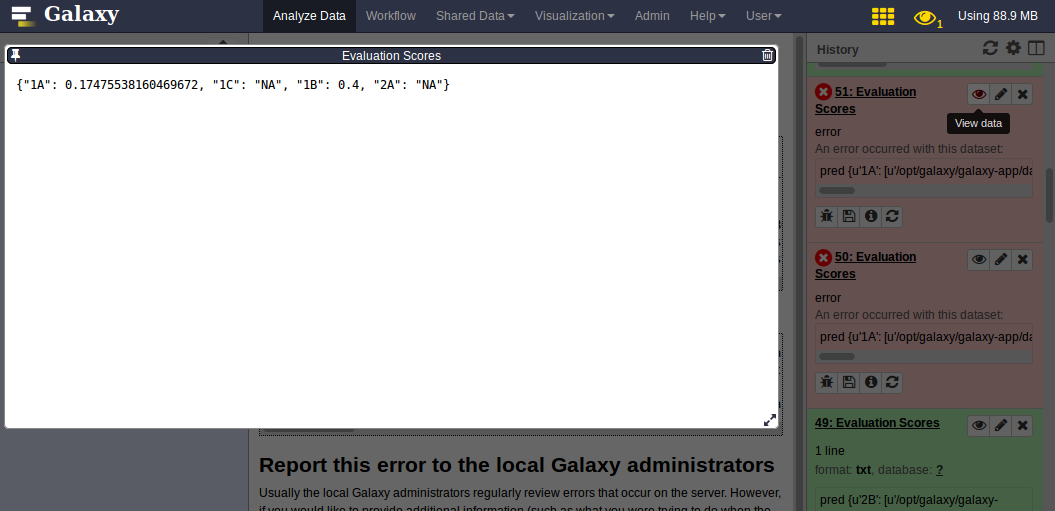 Galaxy
Analyze Data Workflow Shared Data Visualization Admin Help User
1
Using 88.9 MB
Evaluation Scores
{"1A": 0.17475538160469672, "1C": "NA", "1B": 0.4, "2A": "NA"}
History
51: Evaluation
Scores
View data
error
An error occurred with this dataset:
pred {u'1A': [u'/opt/galaxy/galaxy-app/da
50: Evaluation
Scores
error
An error occurred with this dataset:
pred {u'1A': [u'/opt/galaxy/galaxy-app/da
49: Evaluation Scores
1 line
format: txt, database: ?
pred {u'2B': [u'/opt/galaxy/galaxy-
Report this error to the local Galaxy administrators
Usually the local Galaxy administrators regularly review errors that occur on the server. However,
if you would like to provide additional information (such as what you were trying to do when the